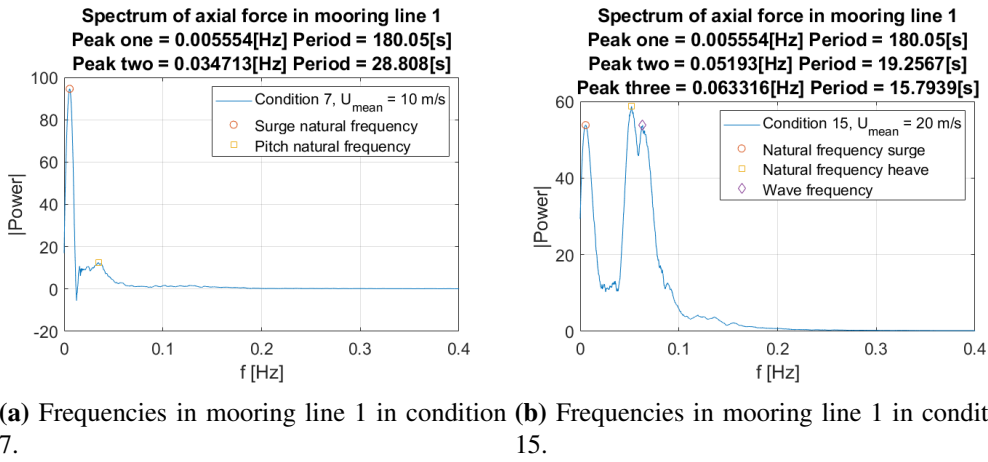 Spectrum of axial force in mooring line 1
Peak one = 0.005554[Hz] Period = 180.05[s]
Peak two = 0.034713[Hz] Period = 28.808[s]
100
80
60
40
20
0
-20
|Power|
Condition 7, U_mean = 10 m/s
Surge natural frequency
Pitch natural frequency
0
0.1
0.2
0.3
0.4
f [Hz]
(a) Frequencies in mooring line 1 in condition
7.
Spectrum of axial force in mooring line 1
Peak one = 0.005554[Hz] Period = 180.05[s]
Peak two = 0.05193[Hz] Period = 19.2567[s]
Peak three = 0.063316[Hz] Period = 15.7939[s]
60
40
20
0
|Power|
Condition 15, U_mean = 20 m/s
Natural frequency surge
Natural frequency heave
Wave frequency
0
0.1
0.2
0.3
0.4
f [Hz]
(b) Frequencies in mooring line 1 in condit
15.